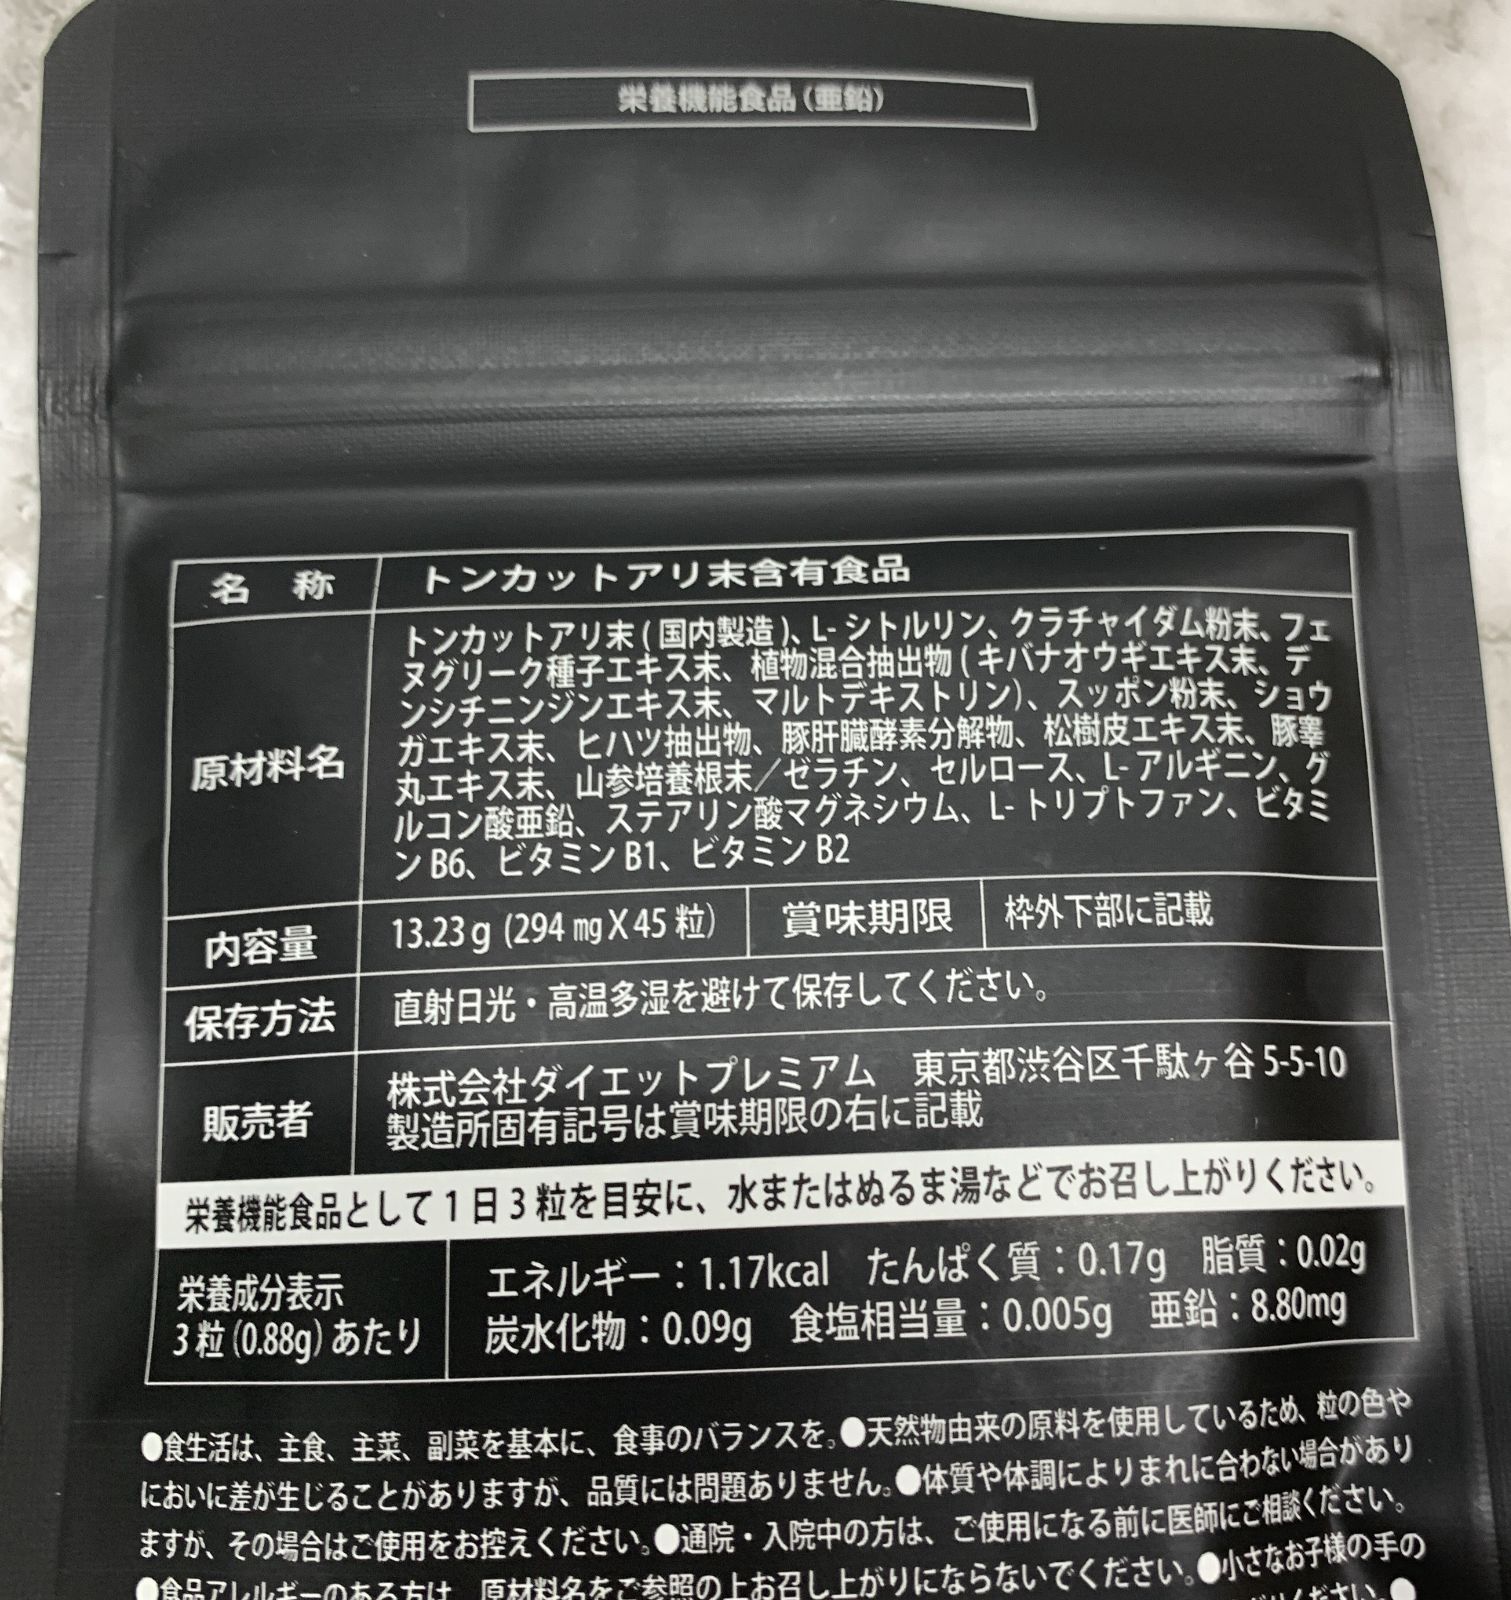 栄養機能食品(亜鉛)
名 称 トンカットアリ末含有食品
原材料名
トンカットアリ末(国内製造)、L-シトルリン、クラチャイダム粉末、フェ
ヌグリーク種子エキス末、植物混合抽出物(キバナオウギエキス末、デ
ンシチニンジンエキス末、マルトデキストリン)、スッポン粉末、ショウ
ガエキス末、ヒハツ抽出物、豚肝臓酵素分解物、松樹皮エキス末、豚睾
丸エキス末、山参培養根末／ゼラチン、セルロース、L-アルギニン、グ
ルコン酸亜鉛、ステアリン酸マグネシウム、L-トリプトファン、ビタミ
ンB6、ビタミンB1、ビタミンB2
内容量 13.23g (294mgX45粒) 賞味期限 枠外下部に記載
保存方法 直射日光・高温多湿を避けて保存してください。
販売者
株式会社ダイエットプレミアム 東京都渋谷区千駄ヶ谷5-5-10
製造所固有記号は賞味期限の右に記載
栄養機能食品として1日3粒を目安に、水またはぬるま湯などでお召し上がりください。
栄養成分表示
3粒(0.88g)あたり
エネルギー：1.17kcal たんぱく質：0.17g 脂質：0.02g
炭水化物：0.09g 食塩相当量：0.005g 亜鉛：8.80mg
●食生活は、主食、主菜、副菜を基本に、食事のバランスを。●天然物由来の原料を使用しているため、粒の色や
においに差が生じることがありますが、品質には問題ありません。●体質や体調によりまれに合わない場合があり
ますが、その場合はご使用をお控えください。●通院・入院中の方は、ご使用になる前に医師にご相談ください。
●食品アレルギーのある方は、原材料名をご参照の上お召し上がりにならないでください。●小さなお子様の手の
ください。●